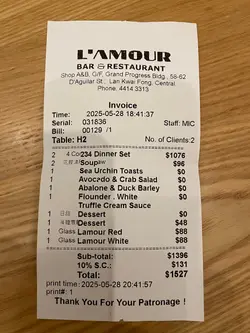 L'AMOUR
BAR & RESTAURANT
Shop A&B, G/F, Grand Progress Bldg., 58-62
D'Aguilar St., Lan Kwai Fong, Central.
Phone: 4414 3313
Invoice
Time: 2025-05-28 18:41:37
Serial: 031836 Staff: MIC
Bill: 00129 /1
Table: H2 No. of Clients:2
2 4 Cou234 Dinner Set $1076
2 Soup $96
1 Sea Urchin Toasts $0
1 Avocado & Crab Salad $0
1 Abalone & Duck Barley $0
1 Flounder . White $0
Truffle Cream Sauce
1 Dessert $0
1 Dessert $48
1 Glass Lamour Red $88
1 Glass Lamour White $88
Sub-total: $1396
10% S.C.: $131
Total: $1527
print time: 2025-05-28 20:41:57
print#: 1
Thank You For Your Patronage !